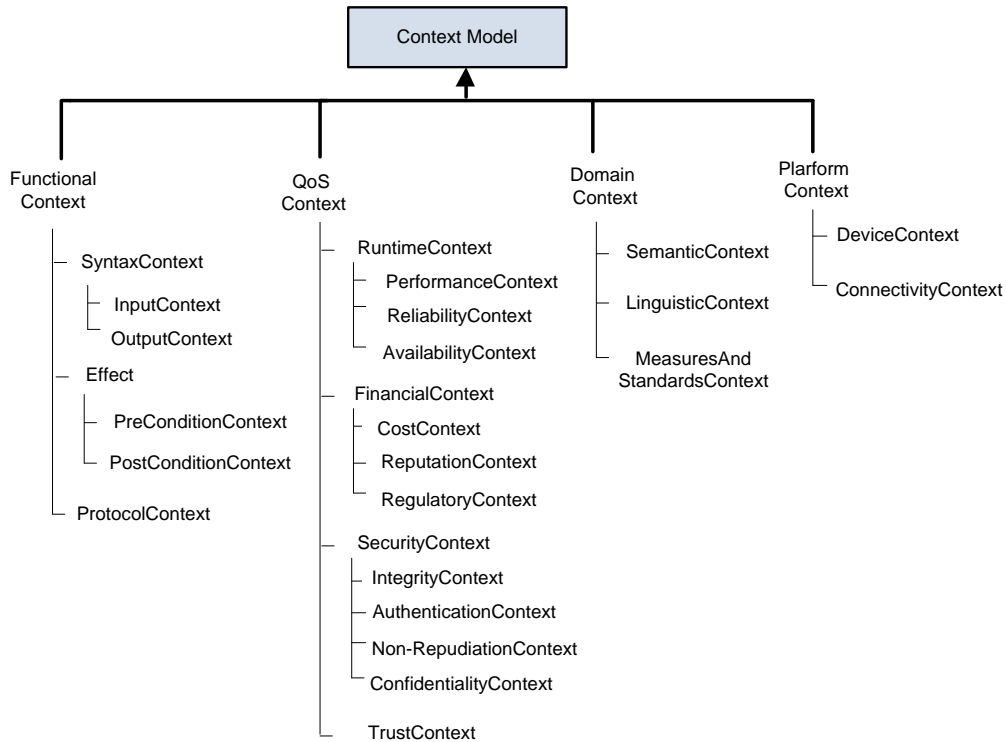 Context Model
Functional
Context
SyntaxContext
InputContext
OutputContext
Effect
PreConditionContext
PostConditionContext
ProtocolContext
QoS
Context
RuntimeContext
PerformanceContext
ReliabilityContext
AvailabilityContext
FinancialContext
CostContext
ReputationContext
RegulatoryContext
SecurityContext
IntegrityContext
AuthenticationContext
Non-RepudiationContext
ConfidentialityContext
TrustContext
Domain
Context
SemanticContext
LinguisticContext
MeasuresAnd
StandardsContext
Plarform
Context
DeviceContext
ConnectivityContext